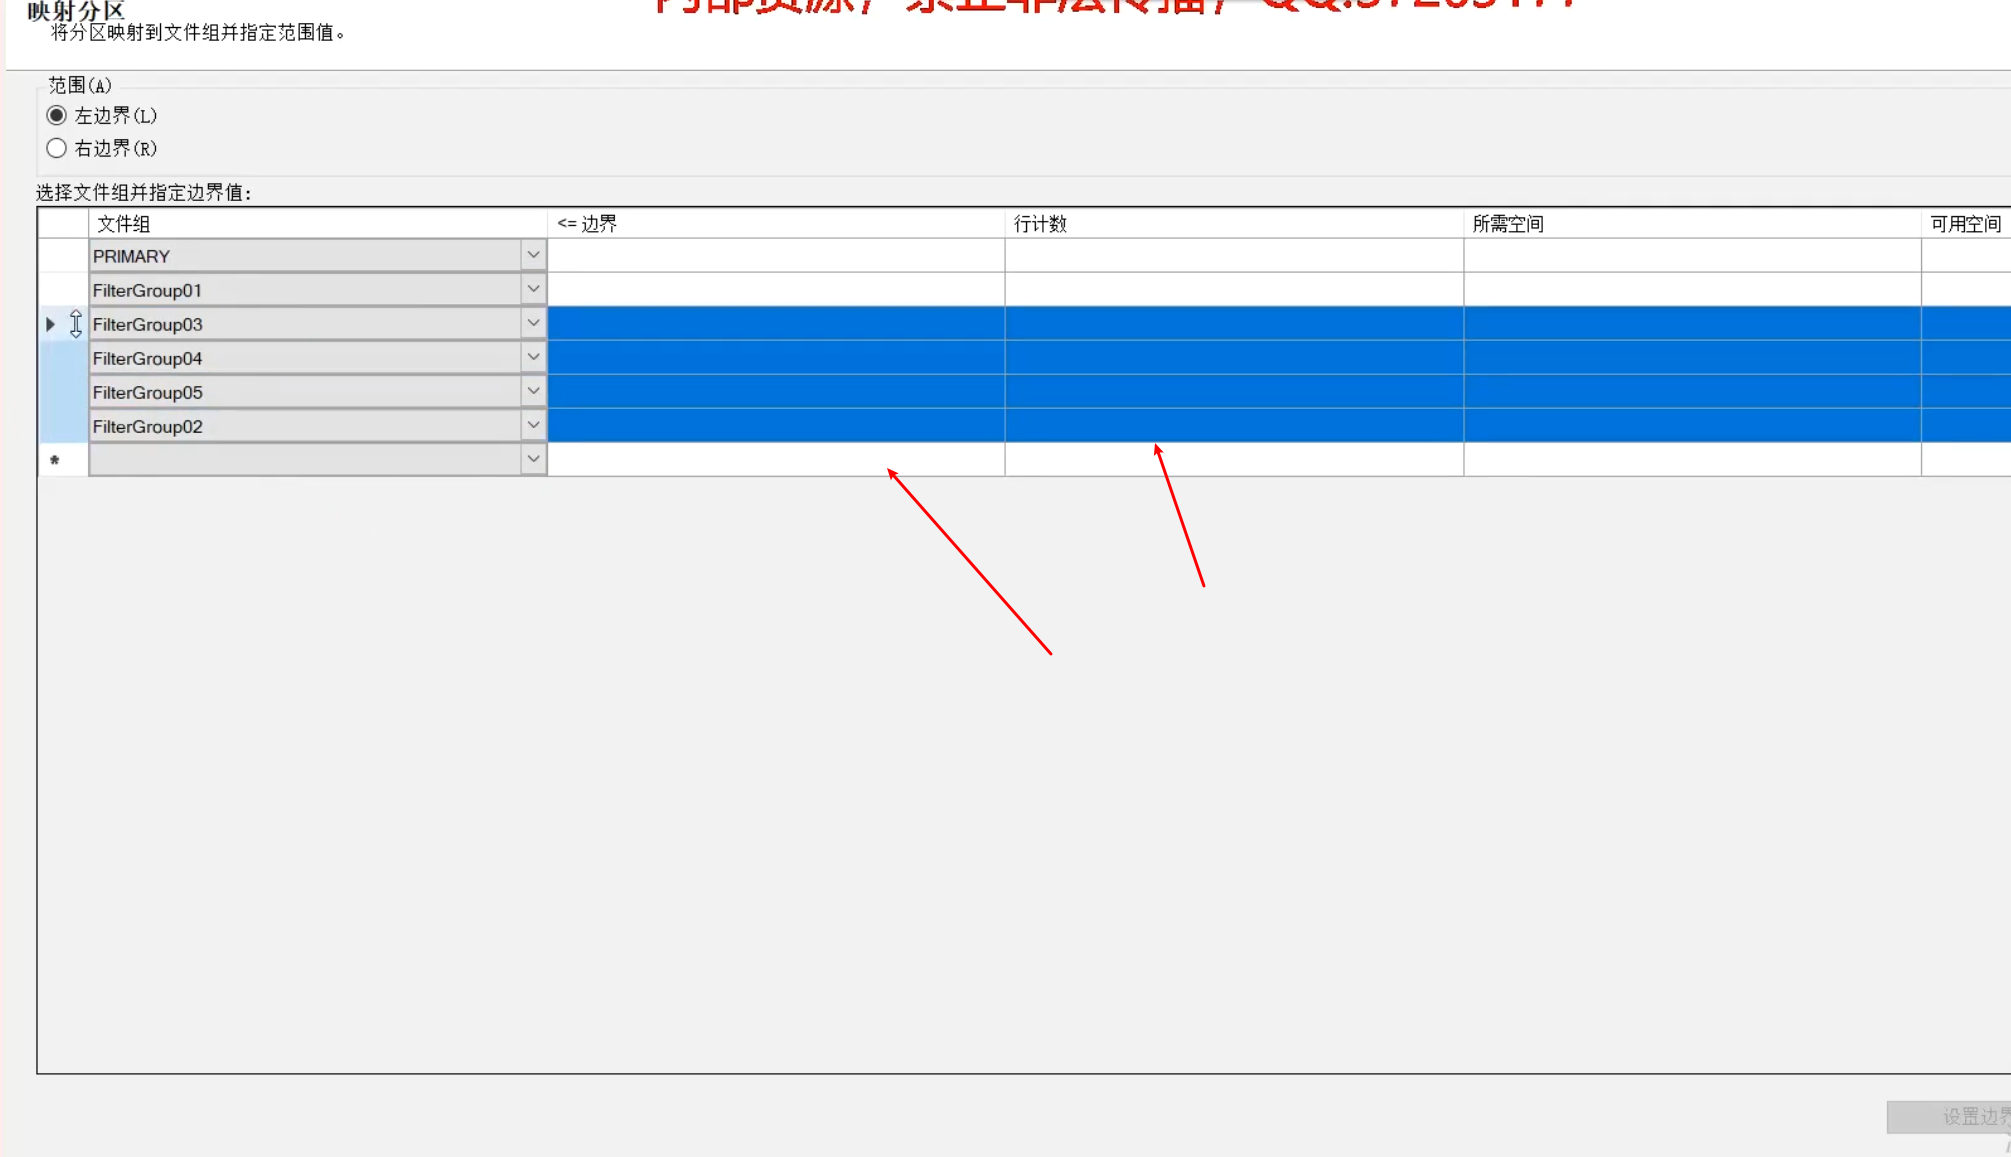 映射分区
将分区映射到文件组并指定范围值。
范围(A)
左边界(L)
右边界(R)
选择文件组并指定边界值:
文件组 <= 边界 行计数 所需空间 可用空间
PRIMARY
FilterGroup01
FilterGroup03
FilterGroup04
FilterGroup05
FilterGroup02
*
设置边界